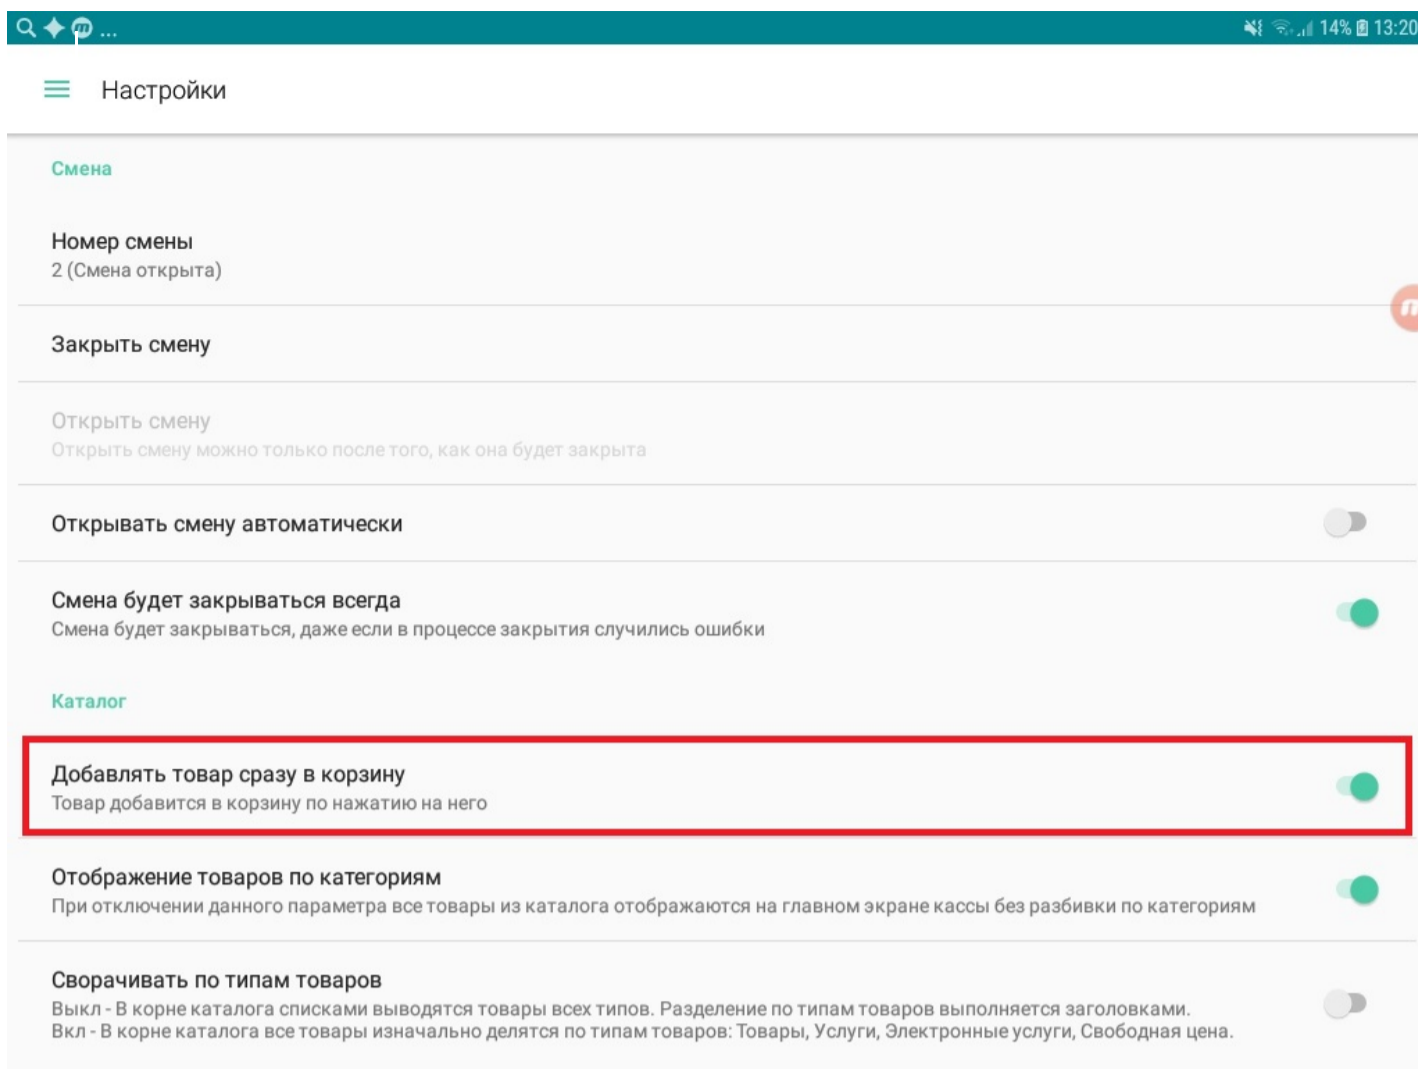 ... 14% 13:20
Настройки
Смена
Номер смены
2 (Смена открыта)
Закрыть смену
Открыть смену
Открыть смену можно только после того, как она будет закрыта
Открывать смену автоматически
Смена будет закрываться всегда
Смена будет закрываться, даже если в процессе закрытия случились ошибки
Каталог
Добавлять товар сразу в корзину
Товар добавится в корзину по нажатию на него
Отображение товаров по категориям
При отключении данного параметра все товары из каталога отображаются на главном экране кассы без разбивки по категориям
Сворачивать по типам товаров
Выкл - В корне каталога списками выводятся товары всех типов. Разделение по типам товаров выполняется заголовками.
Вкл - В корне каталога все товары изначально делятся по типам товаров: Товары, Услуги, Электронные услуги, Свободная цена.